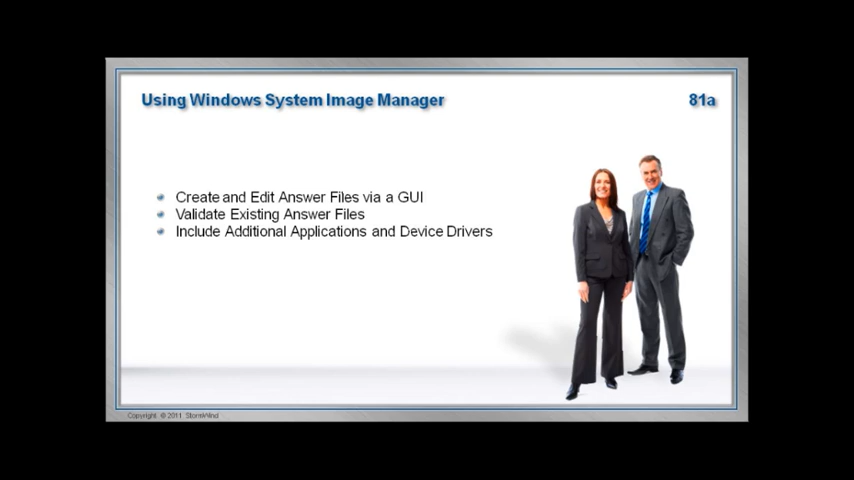 Using Windows System Image Manager 81a
Create and Edit Answer Files via a GUI
Validate Existing Answer Files
Include Additional Applications and Device Drivers
Copyright © 2011 StormWind